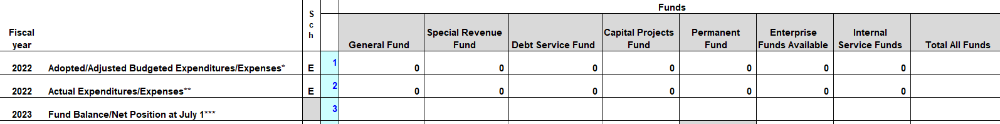 Funds
Fiscal year
S c h
General Fund
Special Revenue Fund
Debt Service Fund
Capital Projects Fund
Permanent Fund
Enterprise Funds Available
Internal Service Funds
Total All Funds
2022 Adopted/Adjusted Budgeted Expenditures/Expenses* E 1 0 0 0 0 0 0 0
2022 Actual Expenditures/Expenses** E 2 0 0 0 0 0 0 0
2023 Fund Balance/Net Position at July 1*** 3